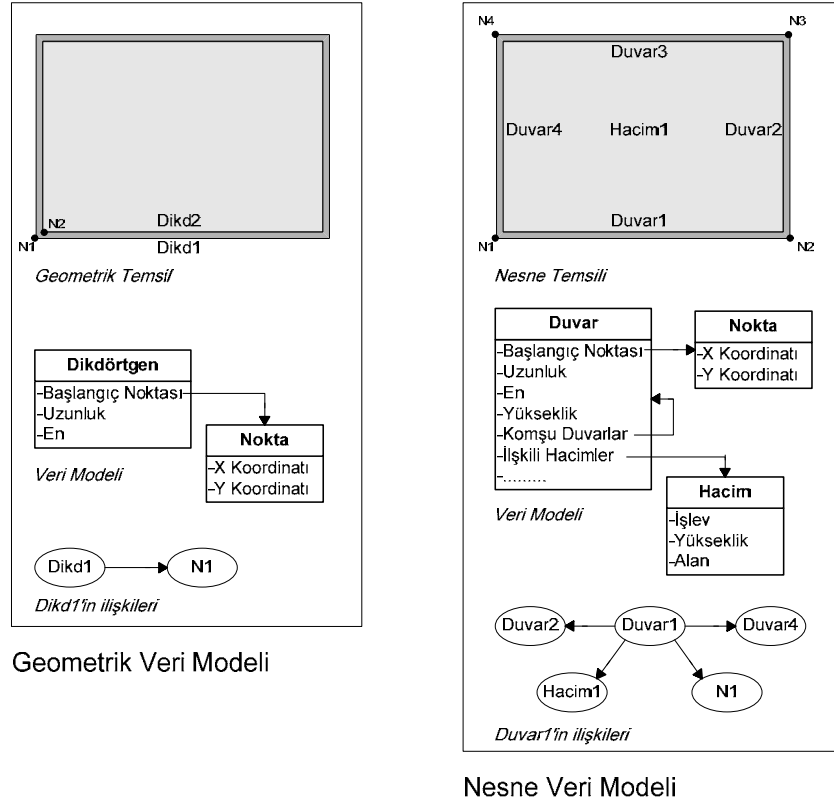 N2
Dikd2
N1
Dikd1
Geometrik Temsil
Dikdörtgen
-Başlangıç Noktası
-Uzunluk
-En
Nokta
-X Koordinatı
-Y Koordinatı
Veri Modeli
Dikd1
N1
Dikd1'in ilişkileri
Geometrik Veri Modeli
N4
N3
Duvar3
Duvar4
Hacim1
Duvar2
Duvar1
N1
N2
Nesne Temsili
Duvar
-Başlangıç Noktası
-Uzunluk
-En
-Yükseklik
-Komşu Duvarlar
-İlşkili Hacimler
-.........
Nokta
-X Koordinatı
-Y Koordinatı
Hacim
-İşlev
-Yükseklik
-Alan
Veri Modeli
Duvar2
Duvar1
Duvar4
Hacim1
N1
Duvar1'in ilişkileri
Nesne Veri Modeli